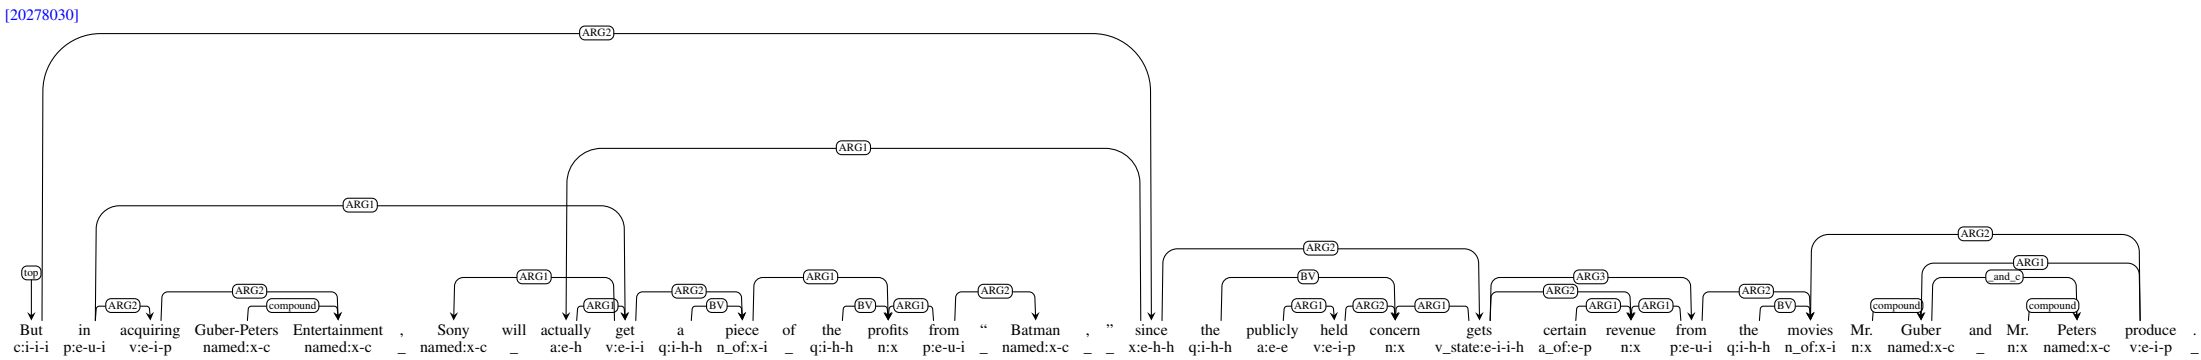 [20278030]
ARG2
ARG1
ARG1
ARG2
ARG2
ARG1
top
ARG2
BV
ARG3
_and_c
ARG1
ARG2
ARG1
ARG2
ARG2
ARG2
ARG2
compound
ARG1
BV
BV
ARG1
ARG1
ARG2
ARG1
ARG1
ARG1
BV
compound
compound
But in acquiring Guber-Peters Entertainment , Sony will actually get a piece of the profits from “ Batman , ” since the publicly held concern gets certain revenue from the movies Mr. Guber and Mr. Peters produce .
c:i-i-i p:e-u-i v:e-i-p named:x-c named:x-c _ named:x-c _ a:e-h v:e-i-i q:i-h-h n_of:x-i _ q:i-h-h n:x p:e-u-i _ named:x-c _ _ x:e-h-h q:i-h-h a:e-e v:e-i-p n:x v_state:e-i-i-h a_of:e-p n:x p:e-u-i q:i-h-h n_of:x-i n:x named:x-c _ n:x named:x-c v:e-i-p _